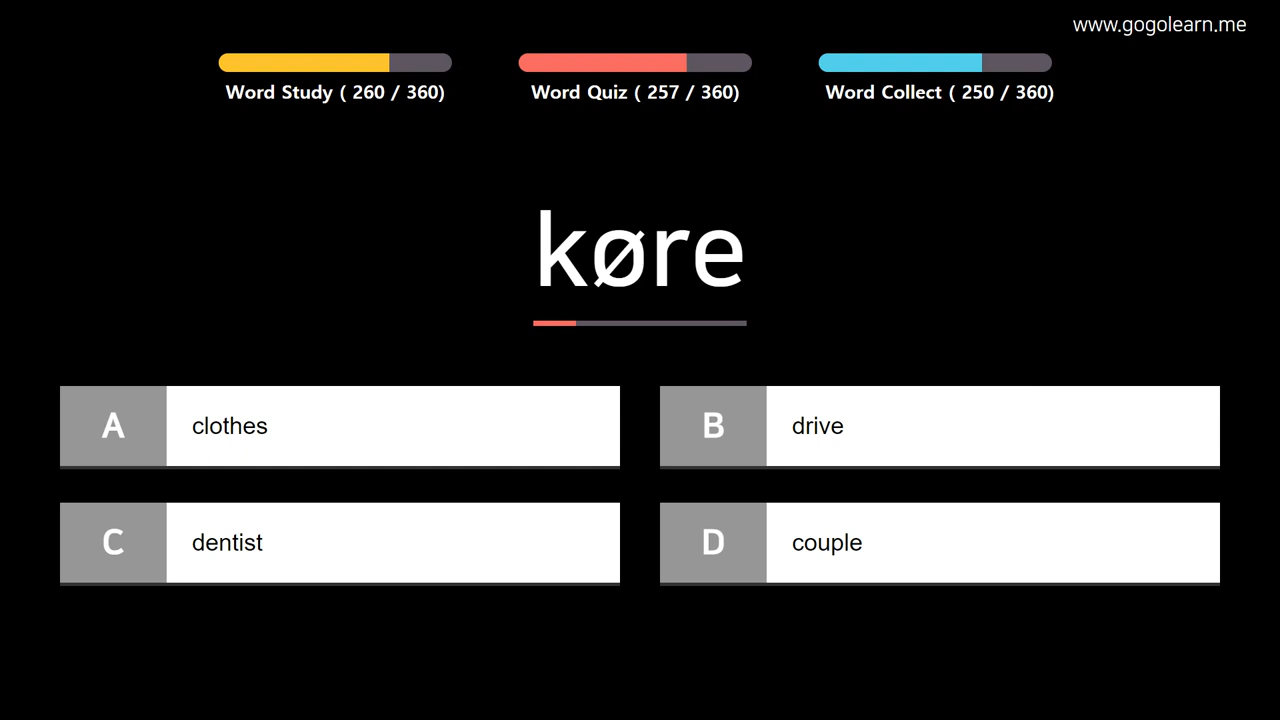 www.gogolearn.me
Word Study ( 260 / 360)
Word Quiz ( 257 / 360)
Word Collect ( 250 / 360)
køre
A clothes
B drive
C dentist
D couple